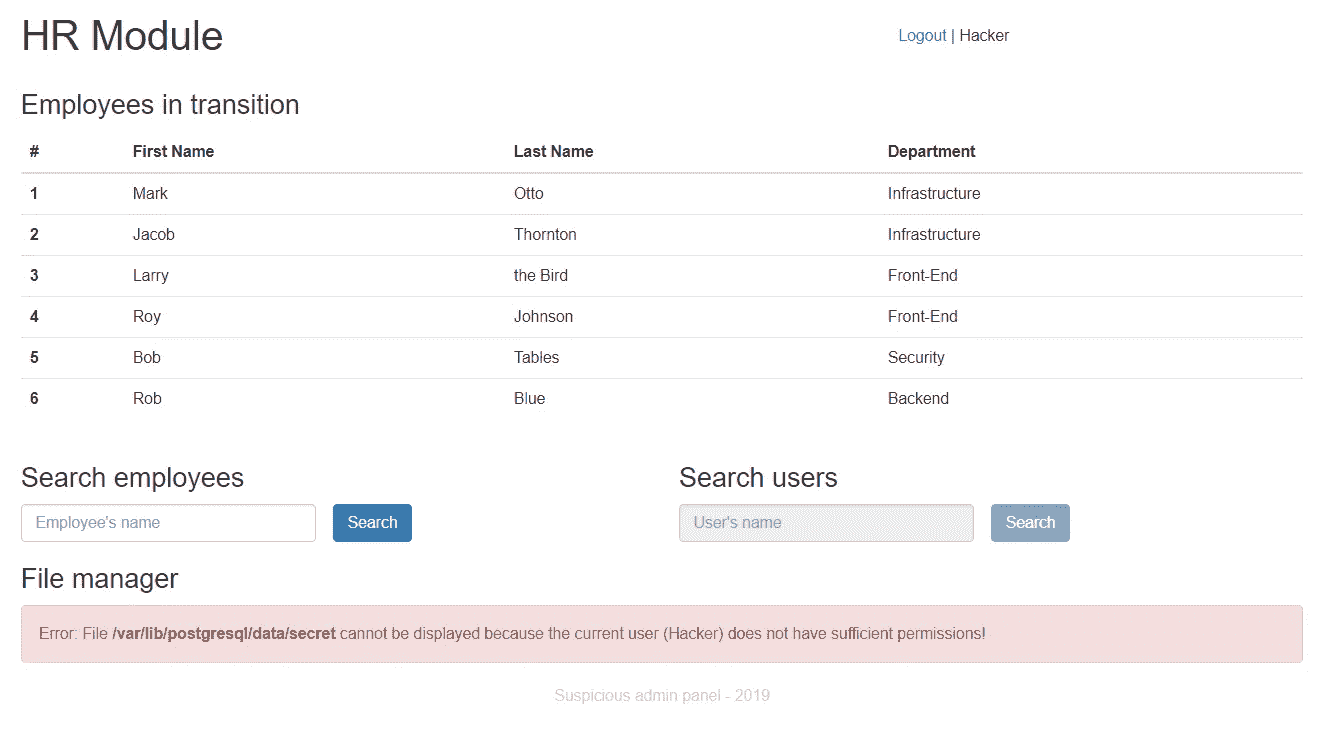 HR Module
Logout | Hacker
Employees in transition
# First Name Last Name Department
1 Mark Otto Infrastructure
2 Jacob Thornton Infrastructure
3 Larry the Bird Front-End
4 Roy Johnson Front-End
5 Bob Tables Security
6 Rob Blue Backend
Search employees
Employee's name Search
Search users
User's name Search
File manager
Error: File /var/lib/postgresql/data/secret cannot be displayed because the current user (Hacker) does not have sufficient permissions!
Suspicious admin panel - 2019